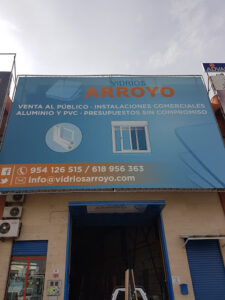 VIDRIOS
ARROYO
VENTA AL PÚBLICO · INSTALACIONES COMERCIALES
ALUMINIO Y PVC · PRESUPUESTOS SIN COMPROMISO
954 126 515 / 618 956 363
info@vidriosarroyo.com
ADVA